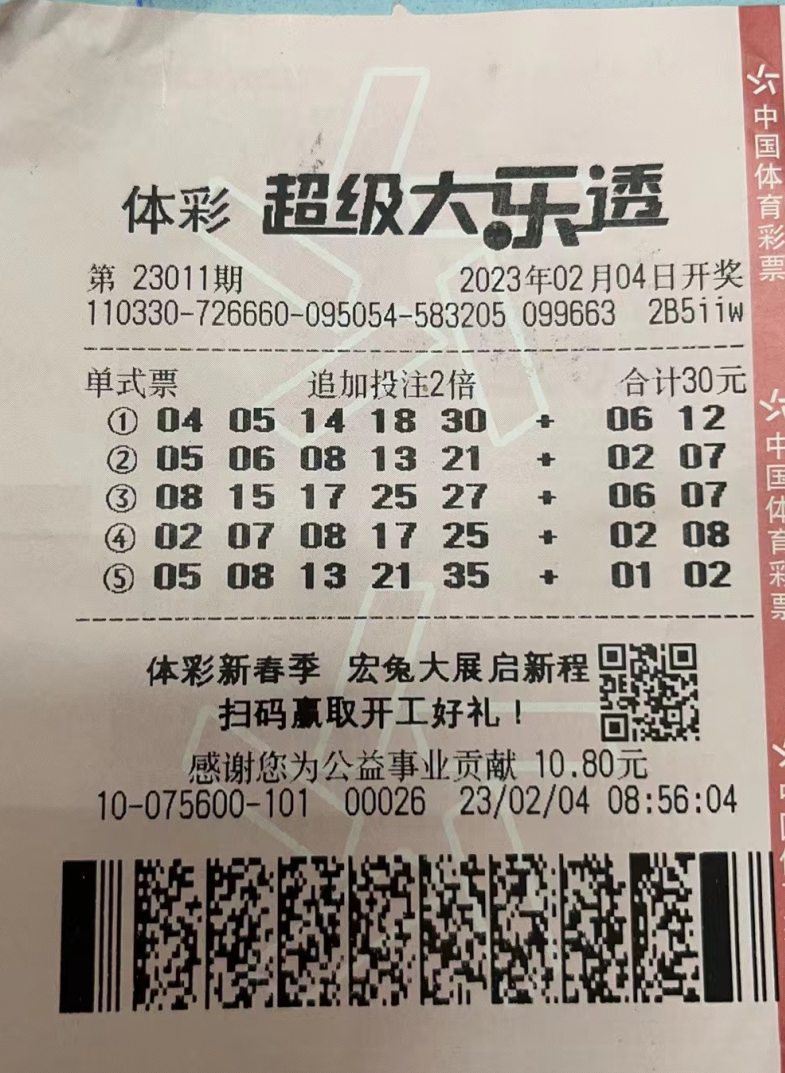 体彩 超级大乐透
第 23011期 2023年02月04日开奖
110330-726660-095054-583205 099663 2B5iiw
单式票 追加投注2倍 合计30元
① 04 05 14 18 30 + 06 12
② 05 06 08 13 21 + 02 07
③ 08 15 17 25 27 + 06 07
④ 02 07 08 17 25 + 02 08
⑤ 05 08 13 21 35 + 01 02
体彩新春季 宏兔大展启新程
扫码赢取开工好礼!
感谢您为公益事业贡献 10.80元
10-075600-101 00026 23/02/04 08:56:04
中国体育彩票
中国体育彩票